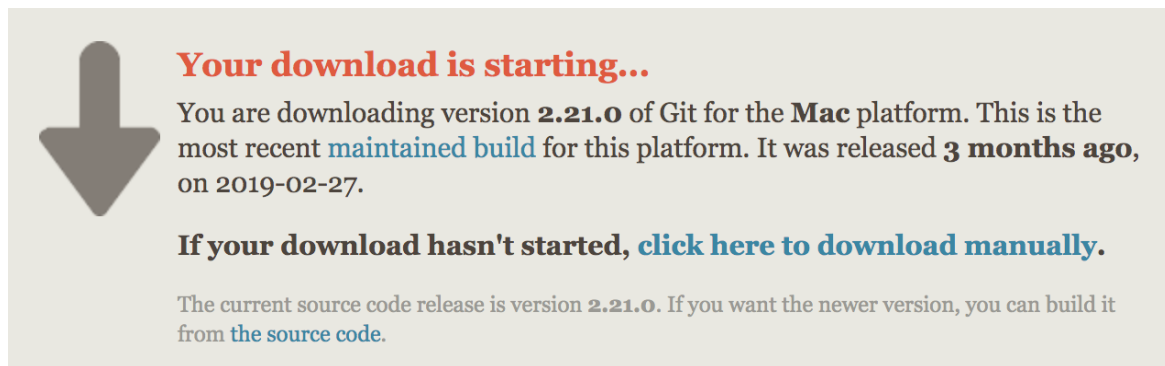 Your download is starting...
You are downloading version 2.21.0 of Git for the Mac platform. This is the
most recent maintained build for this platform. It was released 3 months ago,
on 2019-02-27.
If your download hasn't started, click here to download manually.
The current source code release is version 2.21.0. If you want the newer version, you can build it
from the source code.